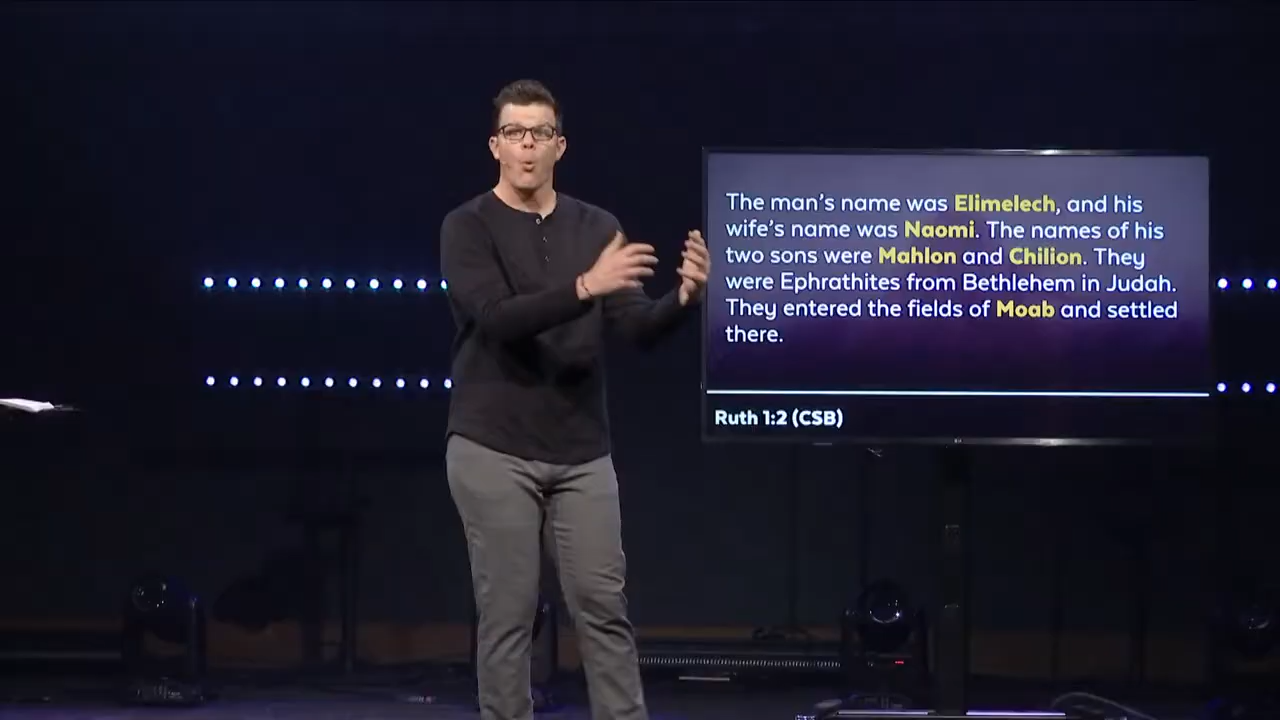 The man's name was Elimelech, and his
wife's name was Naomi. The names of his
two sons were Mahlon and Chilion. They
were Ephrathites from Bethlehem in Judah.
They entered the fields of Moab and settled
there.
Ruth 1:2 (CSB)